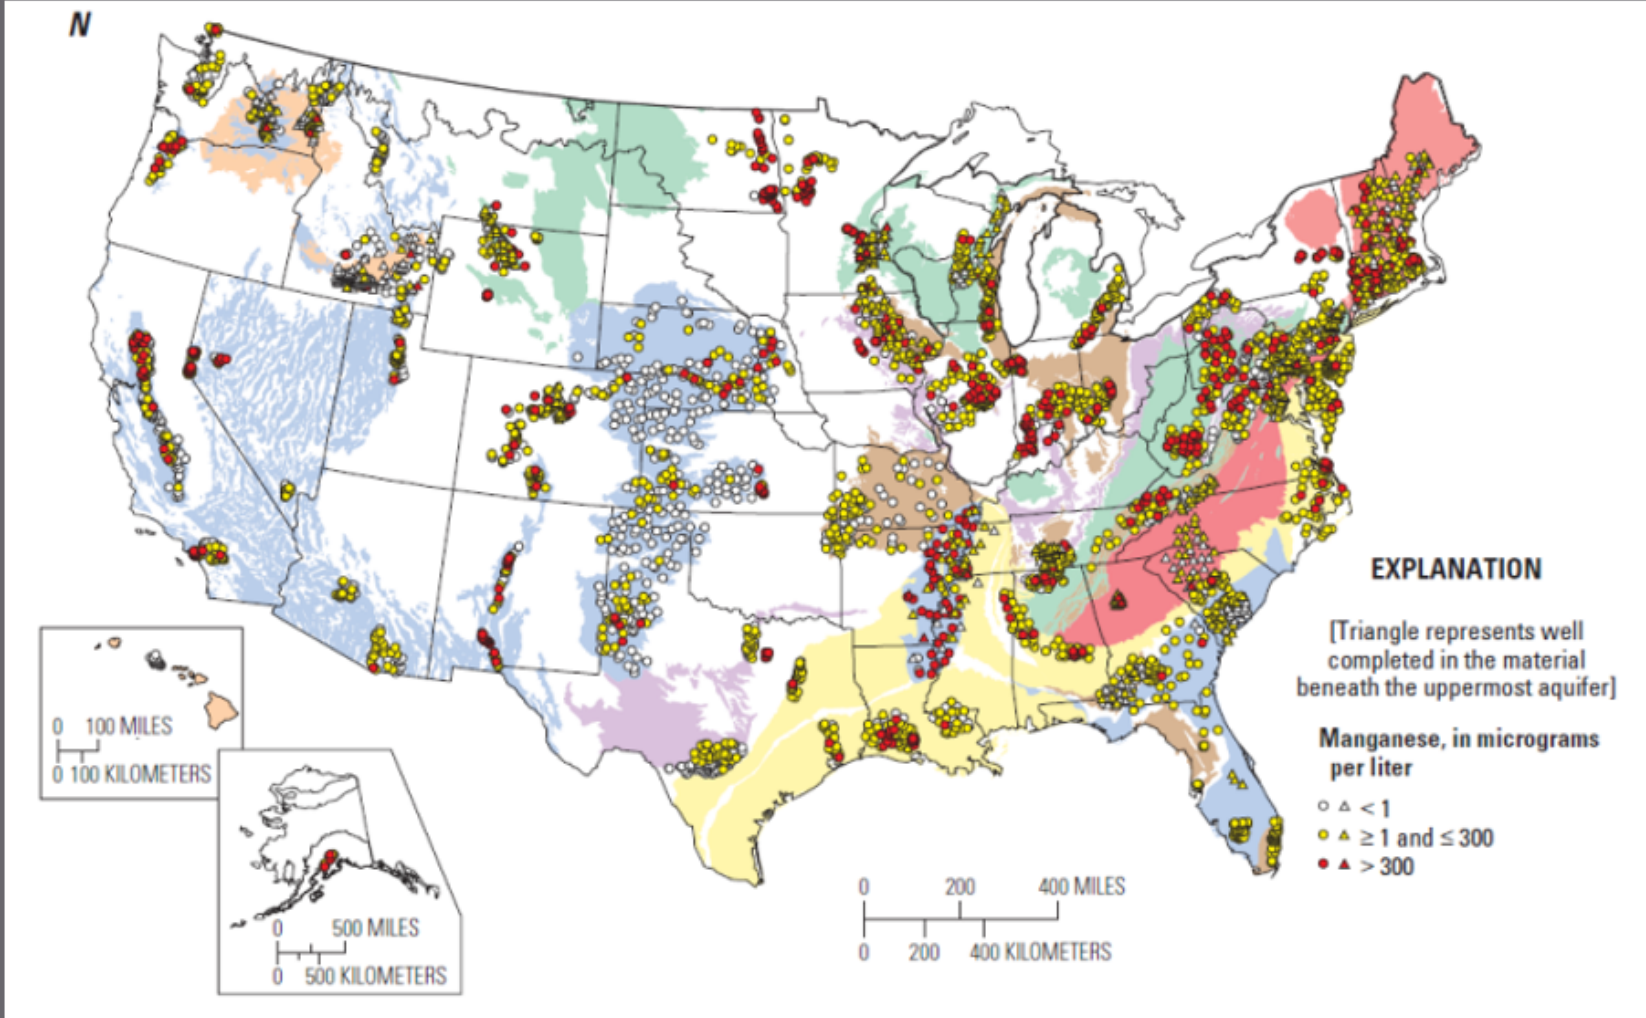 N
EXPLANATION
[Triangle represents well
completed in the material
beneath the uppermost aquifer]
Manganese, in micrograms
per liter
< 1
≥ 1 and ≤ 300
> 300
0 100 MILES
0 100 KILOMETERS
0 500 MILES
0 500 KILOMETERS
0 200 400 MILES
0 200 400 KILOMETERS